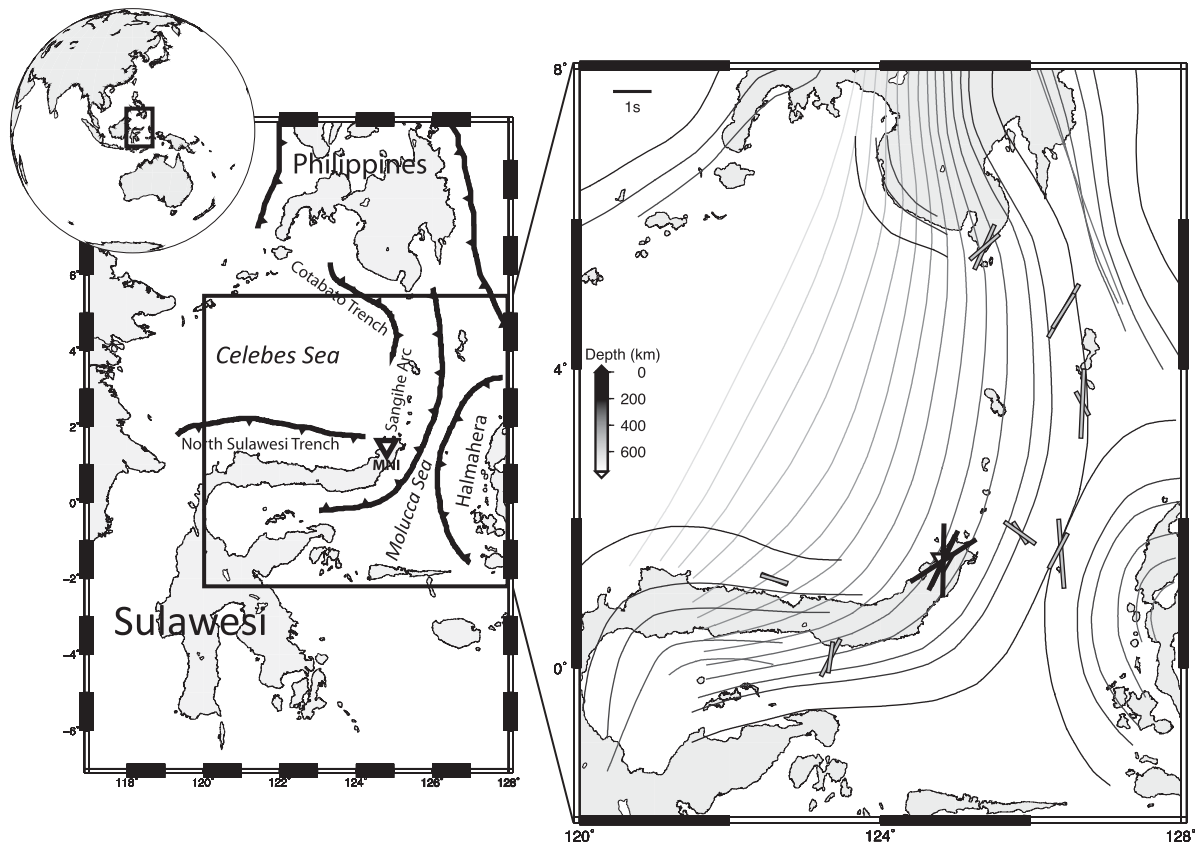 Philippines
Cotabato Trench
Celebes Sea
Sangihe Arc
North Sulawesi Trench
MNI
Molucca Sea
Halmahera
Sulawesi
6°
4°
2°
0°
−2°
−4°
−6°
118°
120°
122°
124°
126°
128°
8°
4°
0°
1s
Depth (km)
0
200
400
600
120°
124°
128°